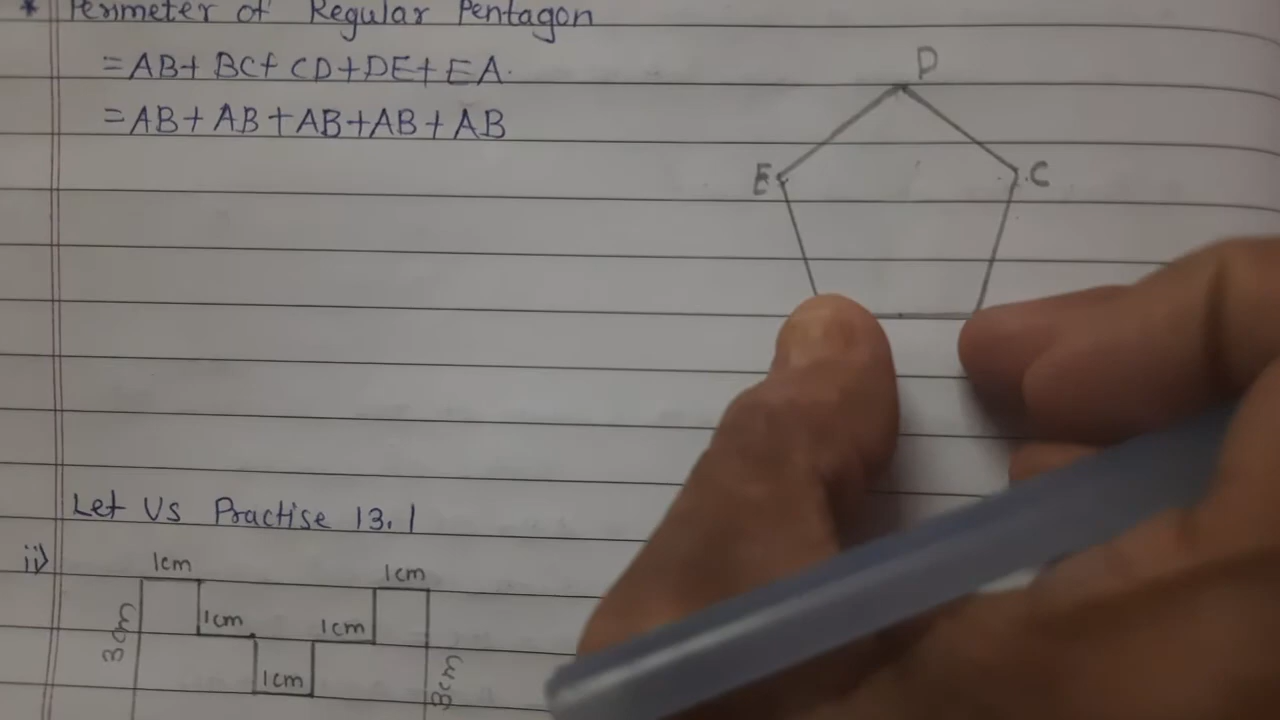 * Perimeter of Regular Pentagon
=AB+ BC+ CD+DE+EA.
=AB+AB+AB+AB+AB
D
E
C
Let Us Practise 13.1
ii)
1cm
1cm
1cm
1cm
3cm
1cm
3cm